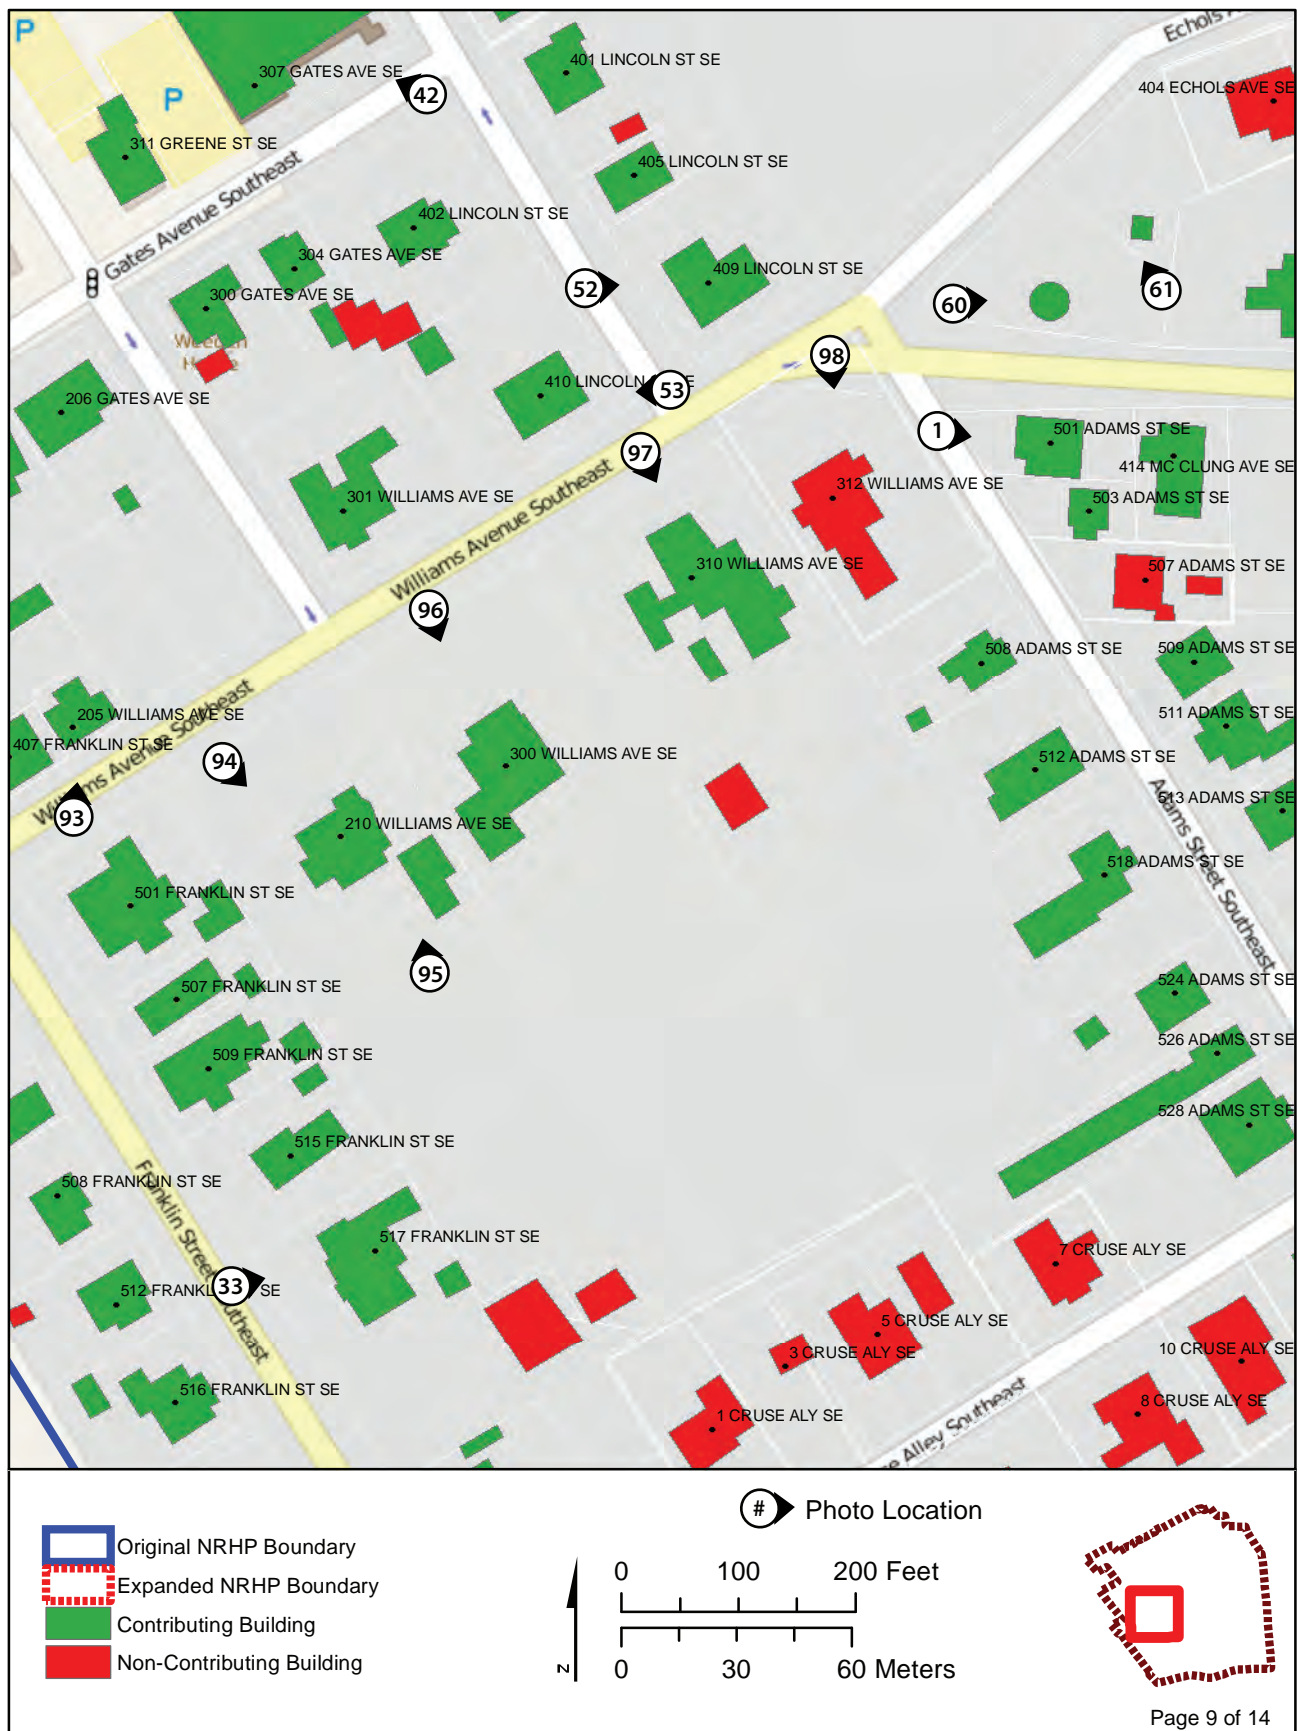 P
Echols A
401 LINCOLN ST SE
307 GATES AVE SE
404 ECHOLS AVE SE
42
P
311 GREENE ST SE
405 LINCOLN ST SE
Gates Avenue Southeast
402 LINCOLN ST SE
304 GATES AVE SE
409 LINCOLN ST SE
300 GATES AVE SE
52
60
61
98
206 GATES AVE SE
410 LINCOLN
E
53
1
501 ADAMS ST SE
97
414 MC CLUNG AVE SE
301 WILLIAMS AVE SE
312 WILLIAMS AVE SE
503 ADAMS ST SE
Williams Avenue Southeast
310 WILLIAMS AVE SE
507 ADAMS ST SE
96
508 ADAMS ST SE
509 ADAMS ST SE
205 WILLIAMS AVE SE
511 ADAMS ST SE
407 FRANKLIN ST SE
Williams Avenue Southeast
94
300 WILLIAMS AVE SE
512 ADAMS ST SE
93
513 ADAMS ST SE
210 WILLIAMS AVE SE
Adams Street Southeast
518 ADAMS ST SE
501 FRANKLIN ST SE
95
507 FRANKLIN ST SE
524 ADAMS ST SE
509 FRANKLIN ST SE
526 ADAMS ST SE
528 ADAMS ST SE
515 FRANKLIN ST SE
508 FRANKLIN ST SE
Franklin Street Southeast
517 FRANKLIN ST SE
7 CRUSE ALY SE
33
512 FRANKL
SE
5 CRUSE ALY SE
3 CRUSE ALY SE
10 CRUSE ALY SE
516 FRANKLIN ST SE
1 CRUSE ALY SE
8 CRUSE ALY SE
e Alley Southeast
# Photo Location
Original NRHP Boundary
Expanded NRHP Boundary
Contributing Building
Non-Contributing Building
0 100 200 Feet
0 30 60 Meters
N
Page 9 of 14